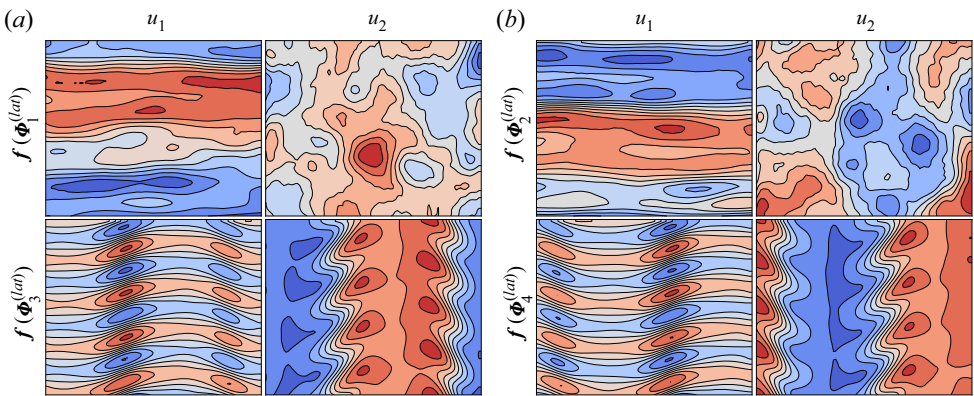 (a) u₁ u₂ (b) u₁ u₂
f (Φ₁⁽ˡᵃᵗ⁾) f (Φ₂⁽ˡᵃᵗ⁾)
f (Φ₃⁽ˡᵃᵗ⁾) f (Φ₄⁽ˡᵃᵗ⁾)